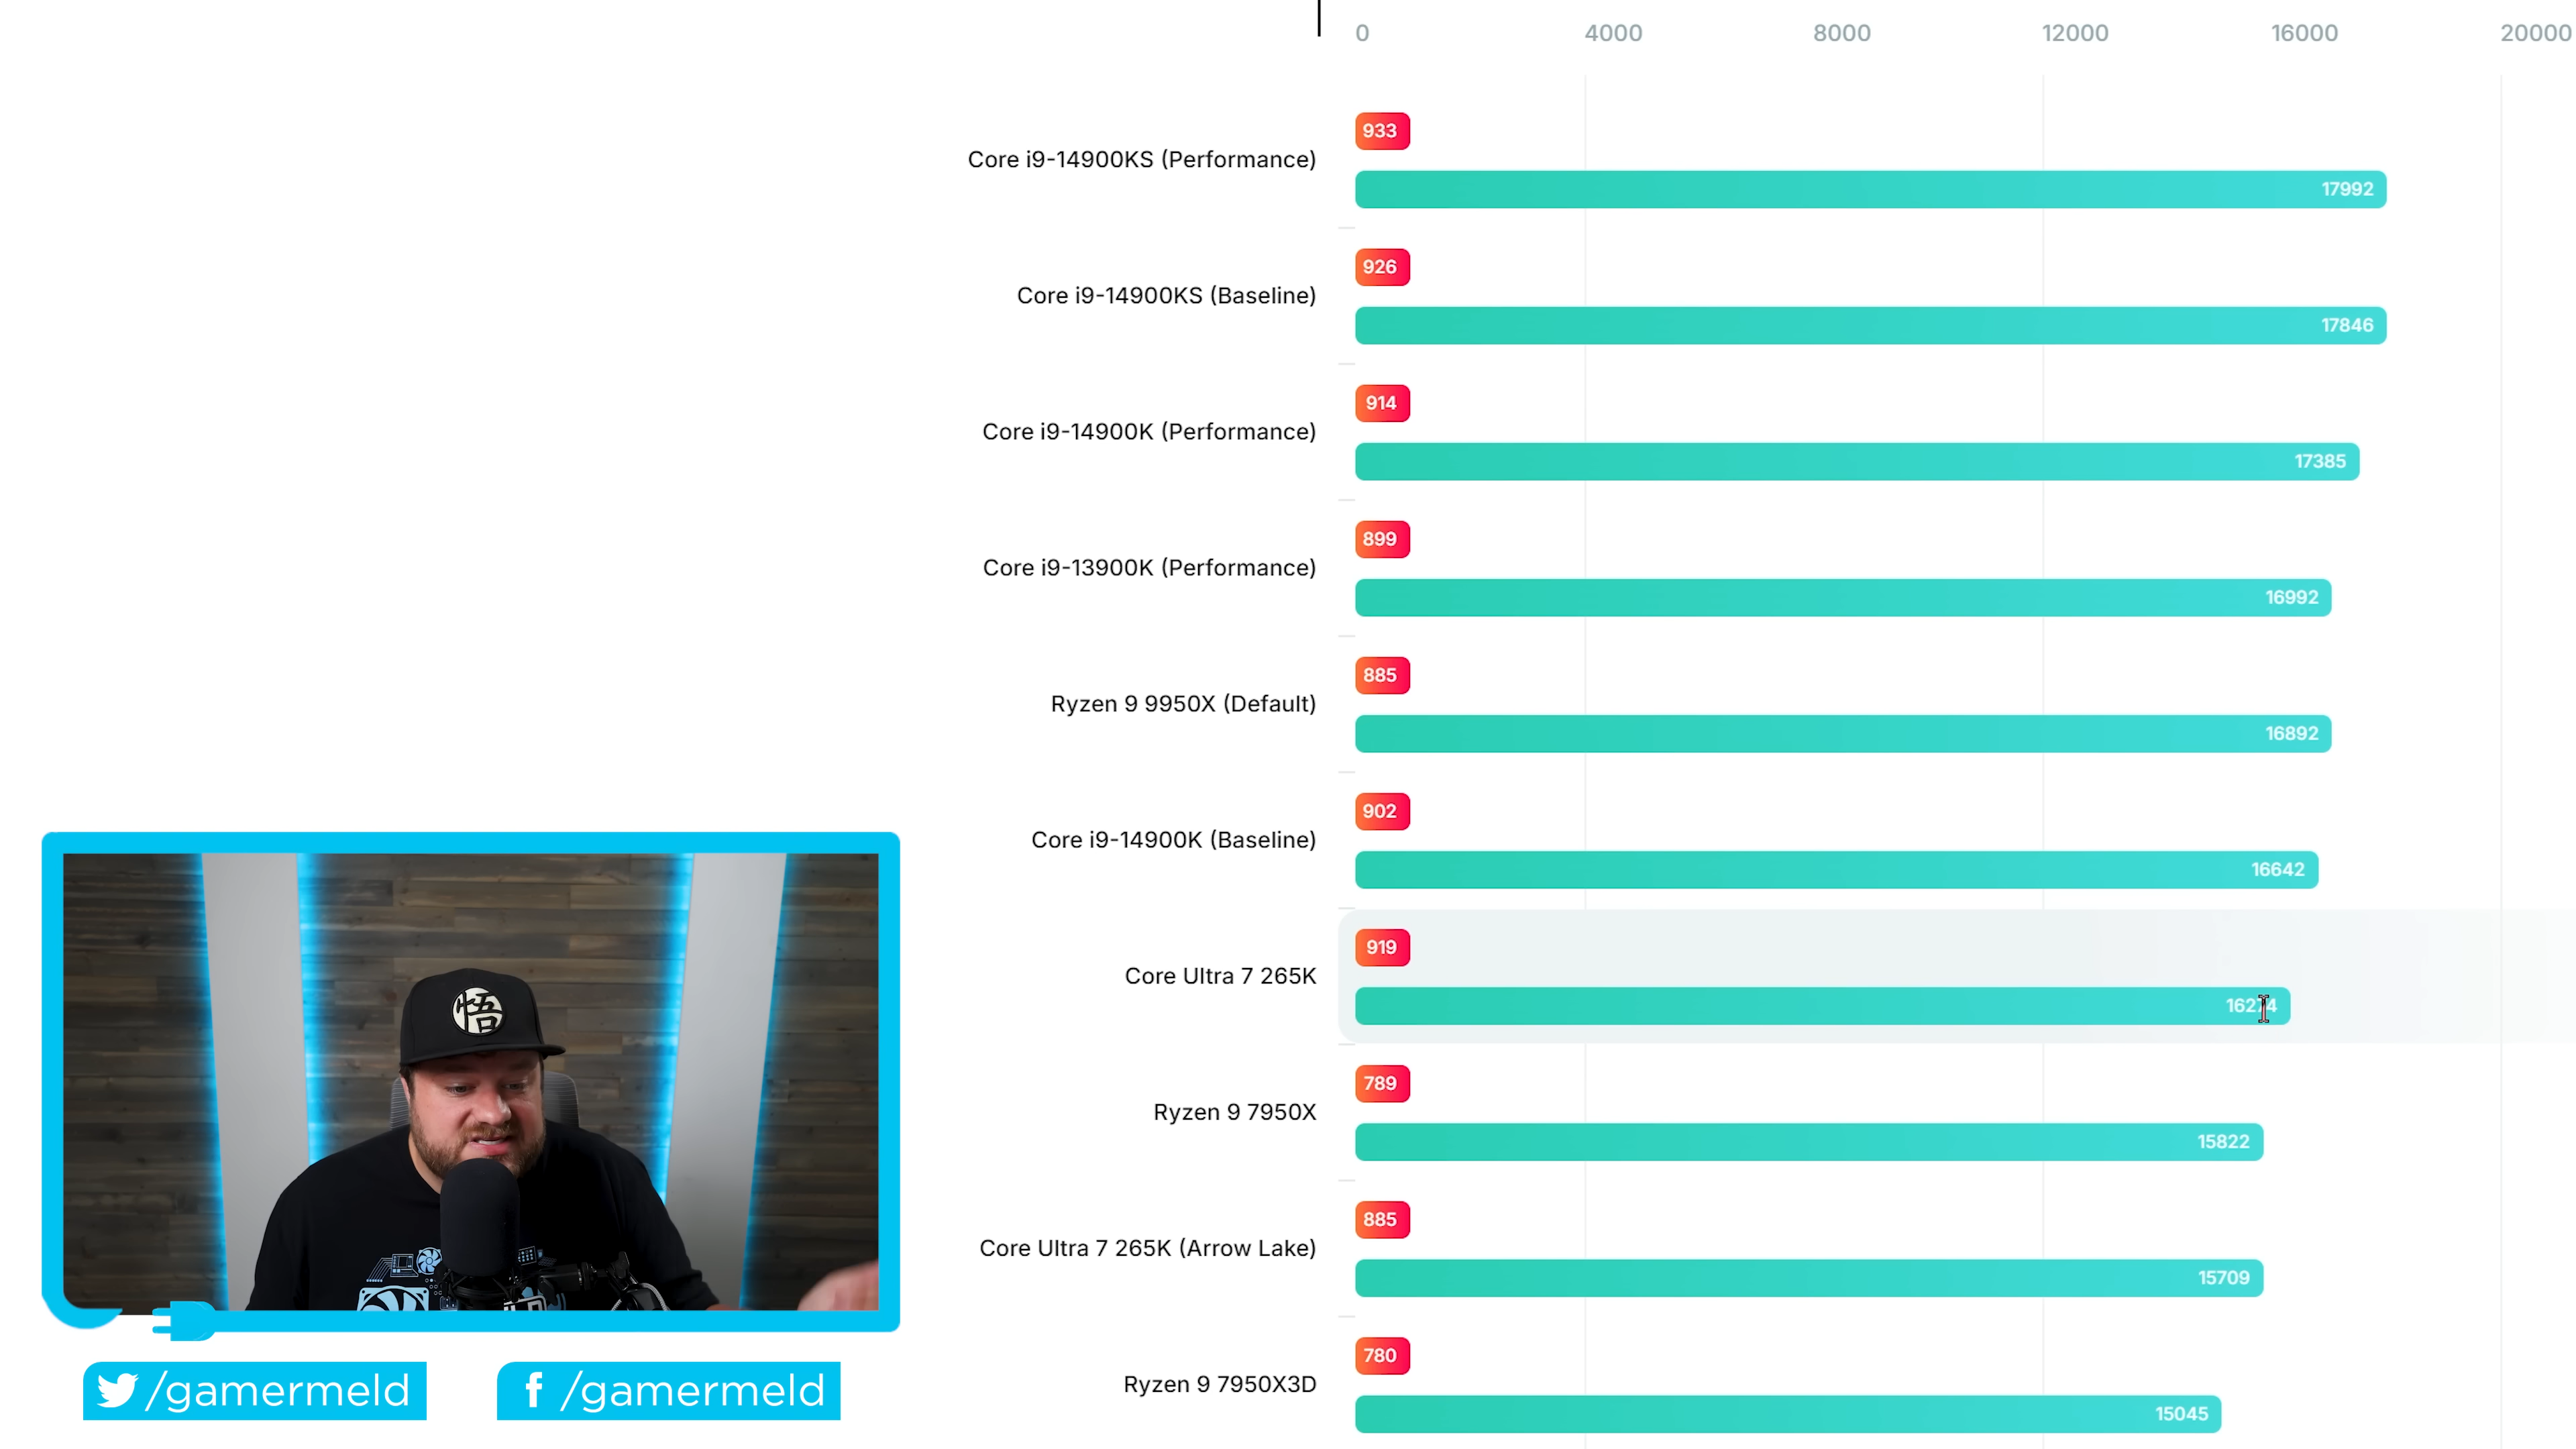 0 4000 8000 12000 16000 20000
Core i9-14900KS (Performance)
933
17992
Core i9-14900KS (Baseline)
926
17846
Core i9-14900K (Performance)
914
17385
Core i9-13900K (Performance)
899
16992
Ryzen 9 9950X (Default)
885
16892
Core i9-14900K (Baseline)
902
16642
Core Ultra 7 265K
919
Ryzen 9 7950X
789
15822
Core Ultra 7 265K (Arrow Lake)
885
15709
Ryzen 9 7950X3D
780
15045
悟
/gamermeld
/gamermeld